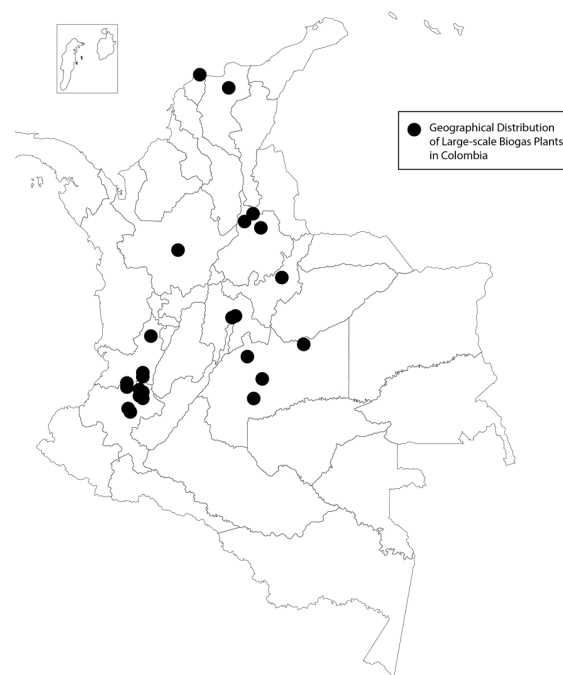 Geographical Distribution
of Large-scale Biogas Plants
in Colombia